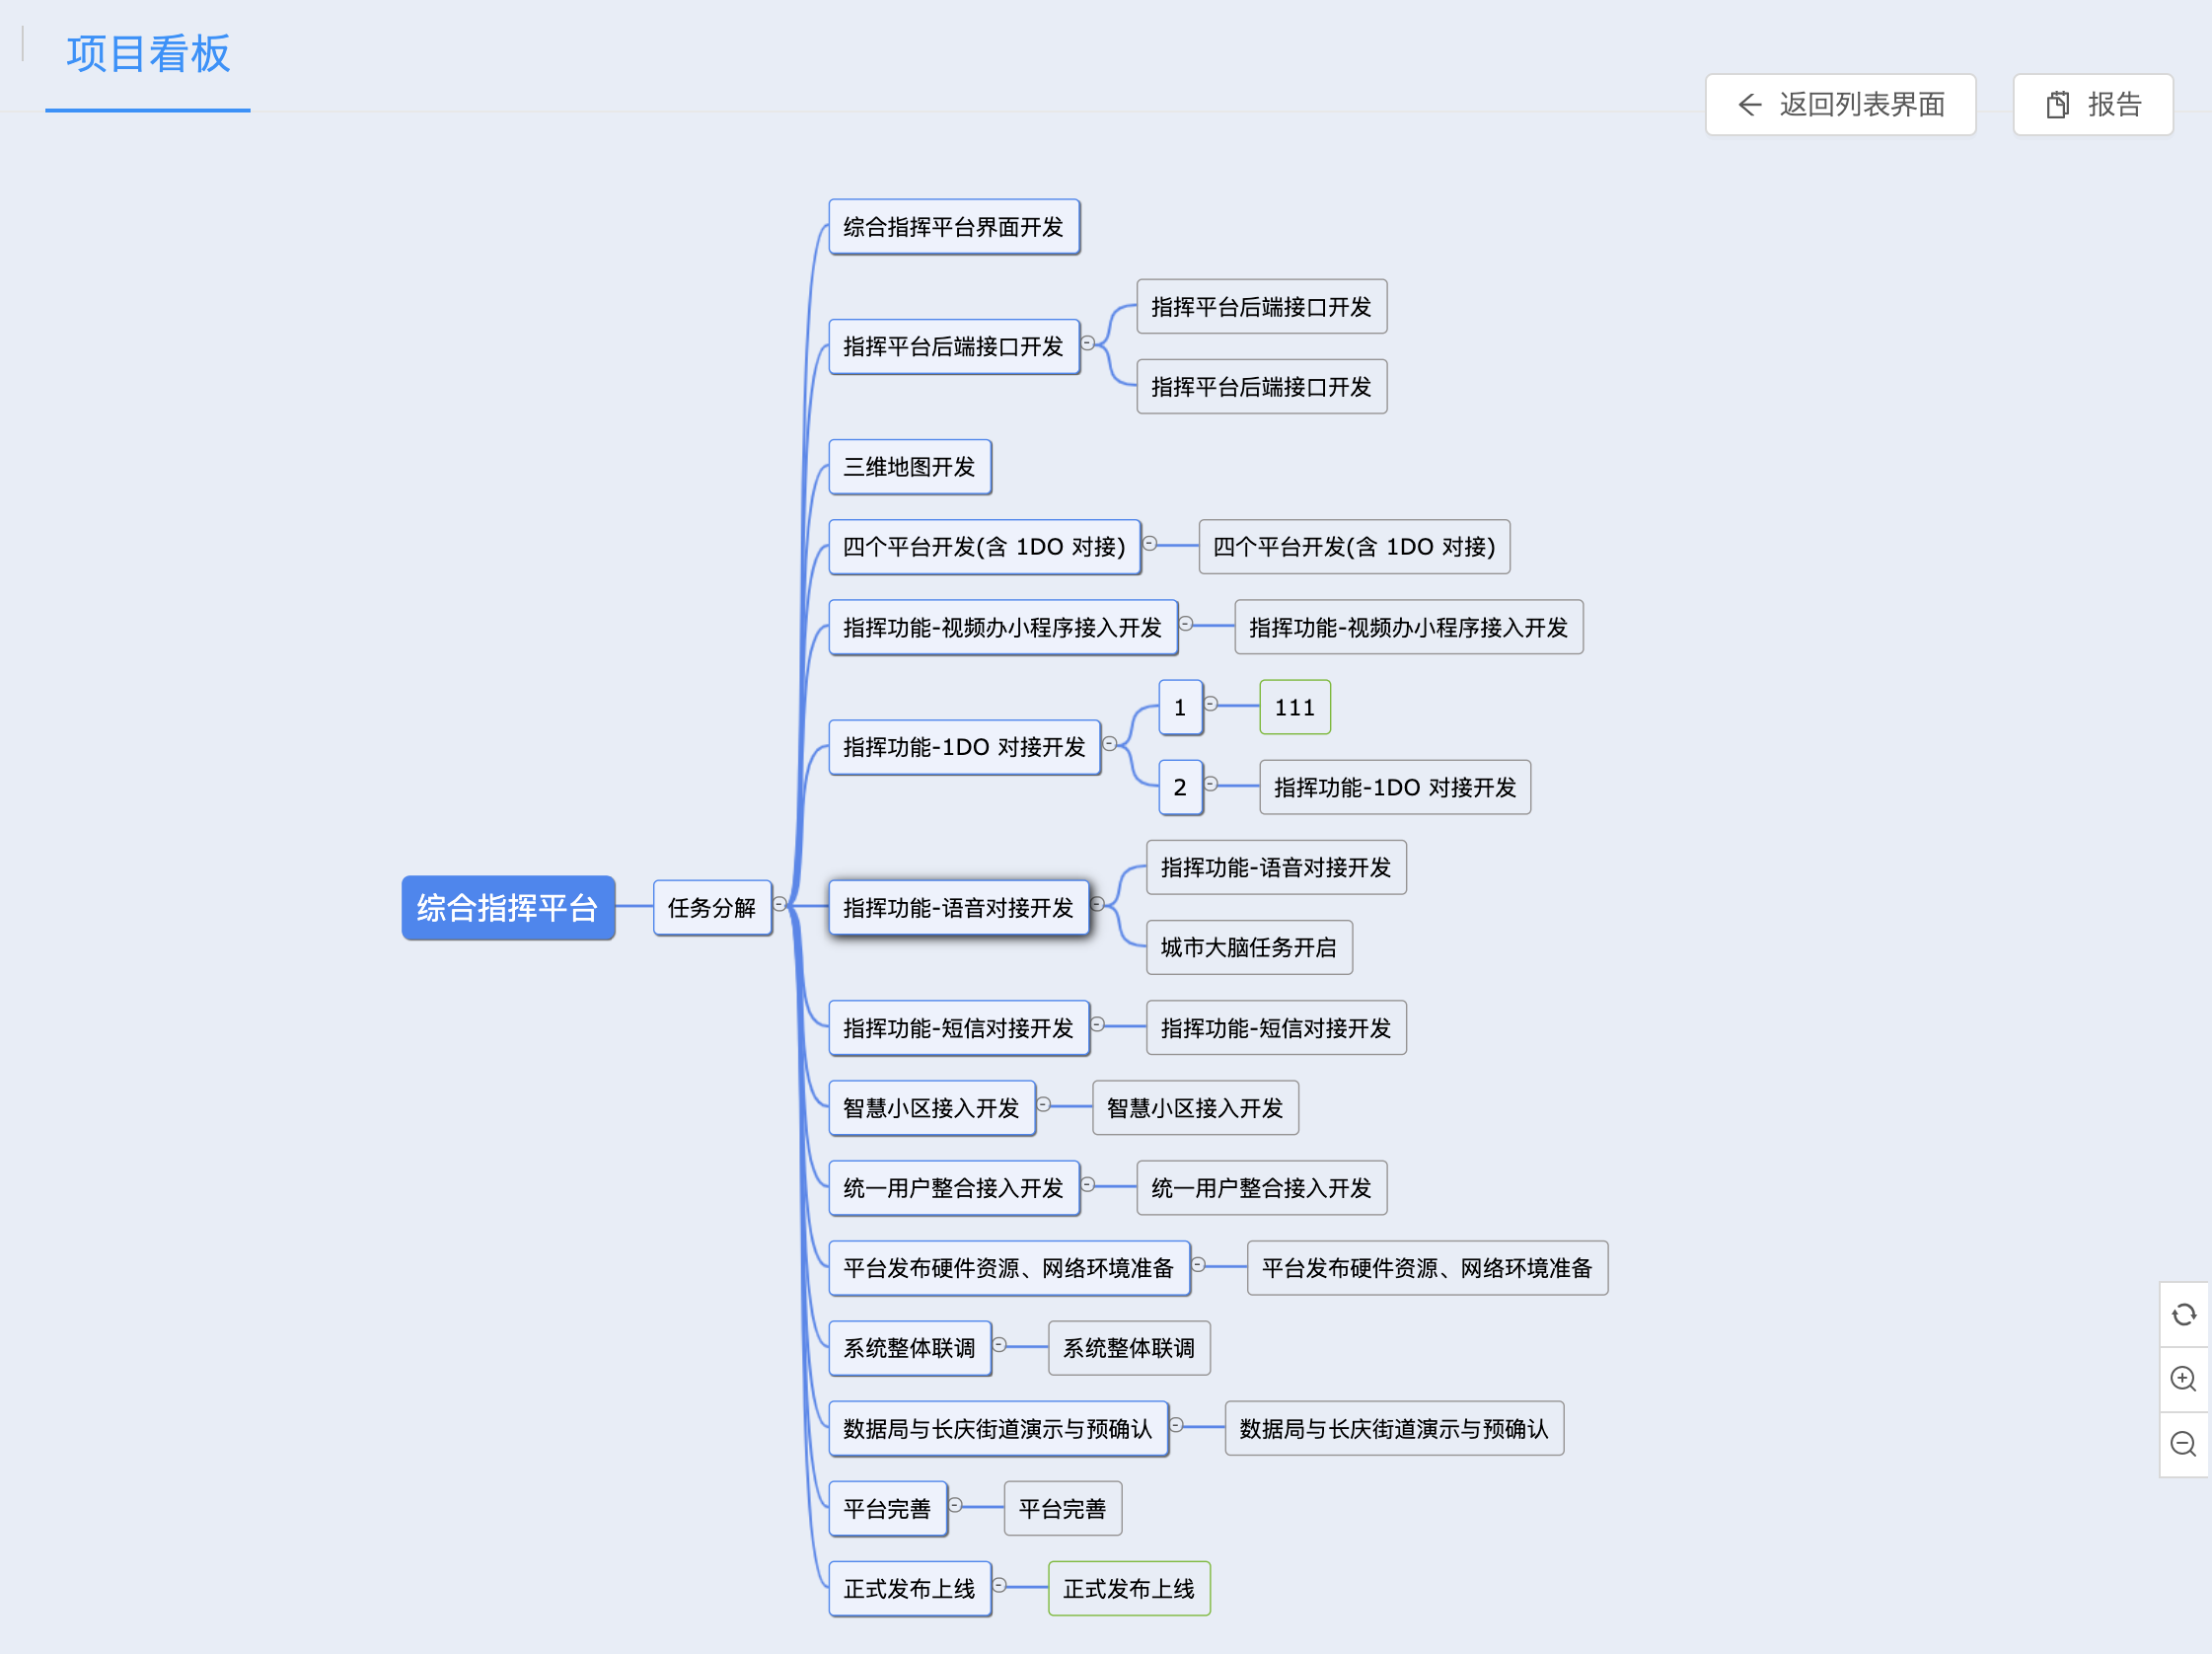 项目看板
返回列表界面
报告
综合指挥平台
任务分解
综合指挥平台界面开发
指挥平台后端接口开发
指挥平台后端接口开发
指挥平台后端接口开发
三维地图开发
四个平台开发(含 1DO 对接)
四个平台开发(含 1DO 对接)
指挥功能-视频办小程序接入开发
指挥功能-视频办小程序接入开发
指挥功能-1DO 对接开发
1
111
2
指挥功能-1DO 对接开发
指挥功能-语音对接开发
指挥功能-语音对接开发
城市大脑任务开启
指挥功能-短信对接开发
指挥功能-短信对接开发
智慧小区接入开发
智慧小区接入开发
统一用户整合接入开发
统一用户整合接入开发
平台发布硬件资源、网络环境准备
平台发布硬件资源、网络环境准备
系统整体联调
系统整体联调
数据局与长庆街道演示与预确认
数据局与长庆街道演示与预确认
平台完善
平台完善
正式发布上线
正式发布上线